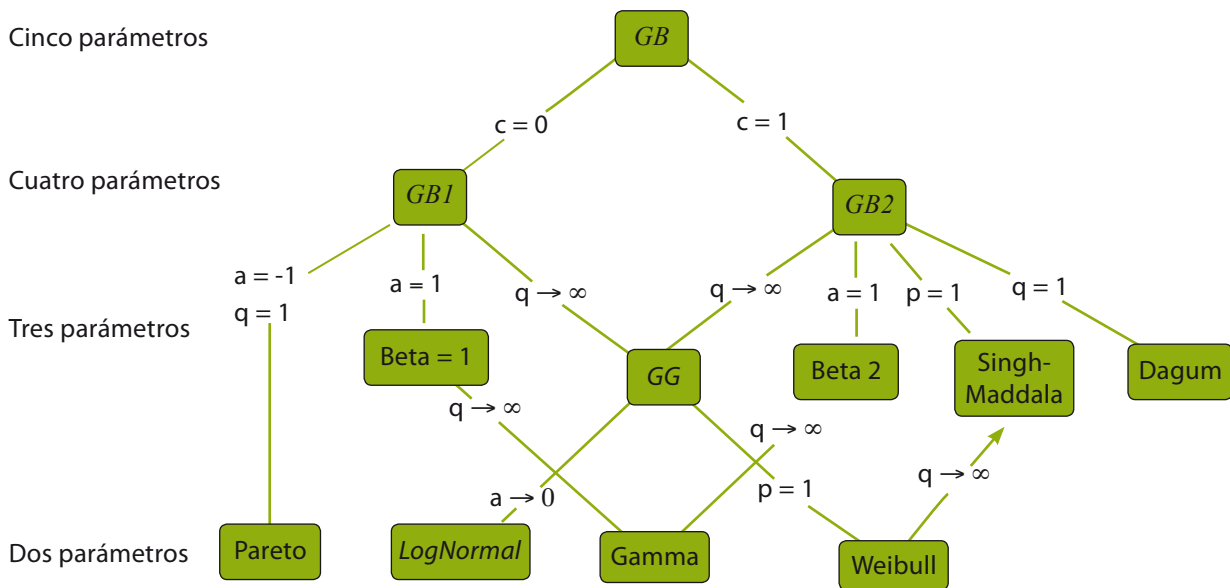 Cinco parámetros
GB
c = 0
c = 1
Cuatro parámetros
GB1
GB2
a = -1
q = 1
a = 1
q → ∞
q → ∞
a = 1
p = 1
q = 1
Tres parámetros
Beta = 1
GG
Beta 2
Singh-
Maddala
Dagum
q → ∞
q → ∞
q → ∞
a → 0
p = 1
Dos parámetros
Pareto
LogNormal
Gamma
Weibull